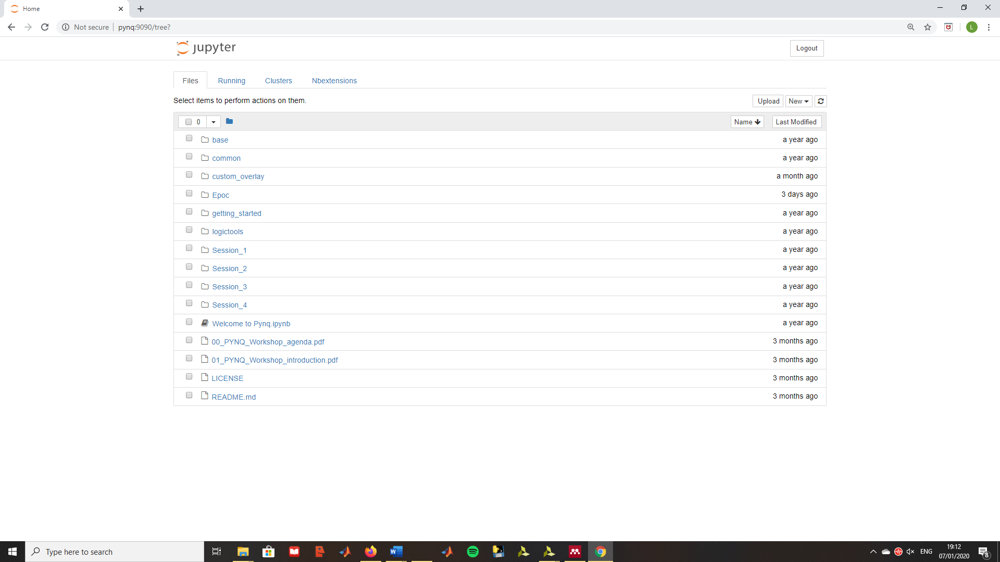 Home
Not secure
pynq:9090/tree?
L
jupyter
Logout
Files Running Clusters Nbextensions
Select items to perform actions on them.
Upload New
0
Name Last Modified
base a year ago
common a year ago
custom_overlay a month ago
Epoc 3 days ago
getting_started a year ago
logictools a year ago
Session_1 a year ago
Session_2 a year ago
Session_3 a year ago
Session_4 a year ago
Welcome to Pynq.ipynb a year ago
00_PYNQ_Workshop_agenda.pdf 3 months ago
01_PYNQ_Workshop_introduction.pdf 3 months ago
LICENSE 3 months ago
README.md 3 months ago
Type here to search
W
ENG
19:12
07/01/2020
8